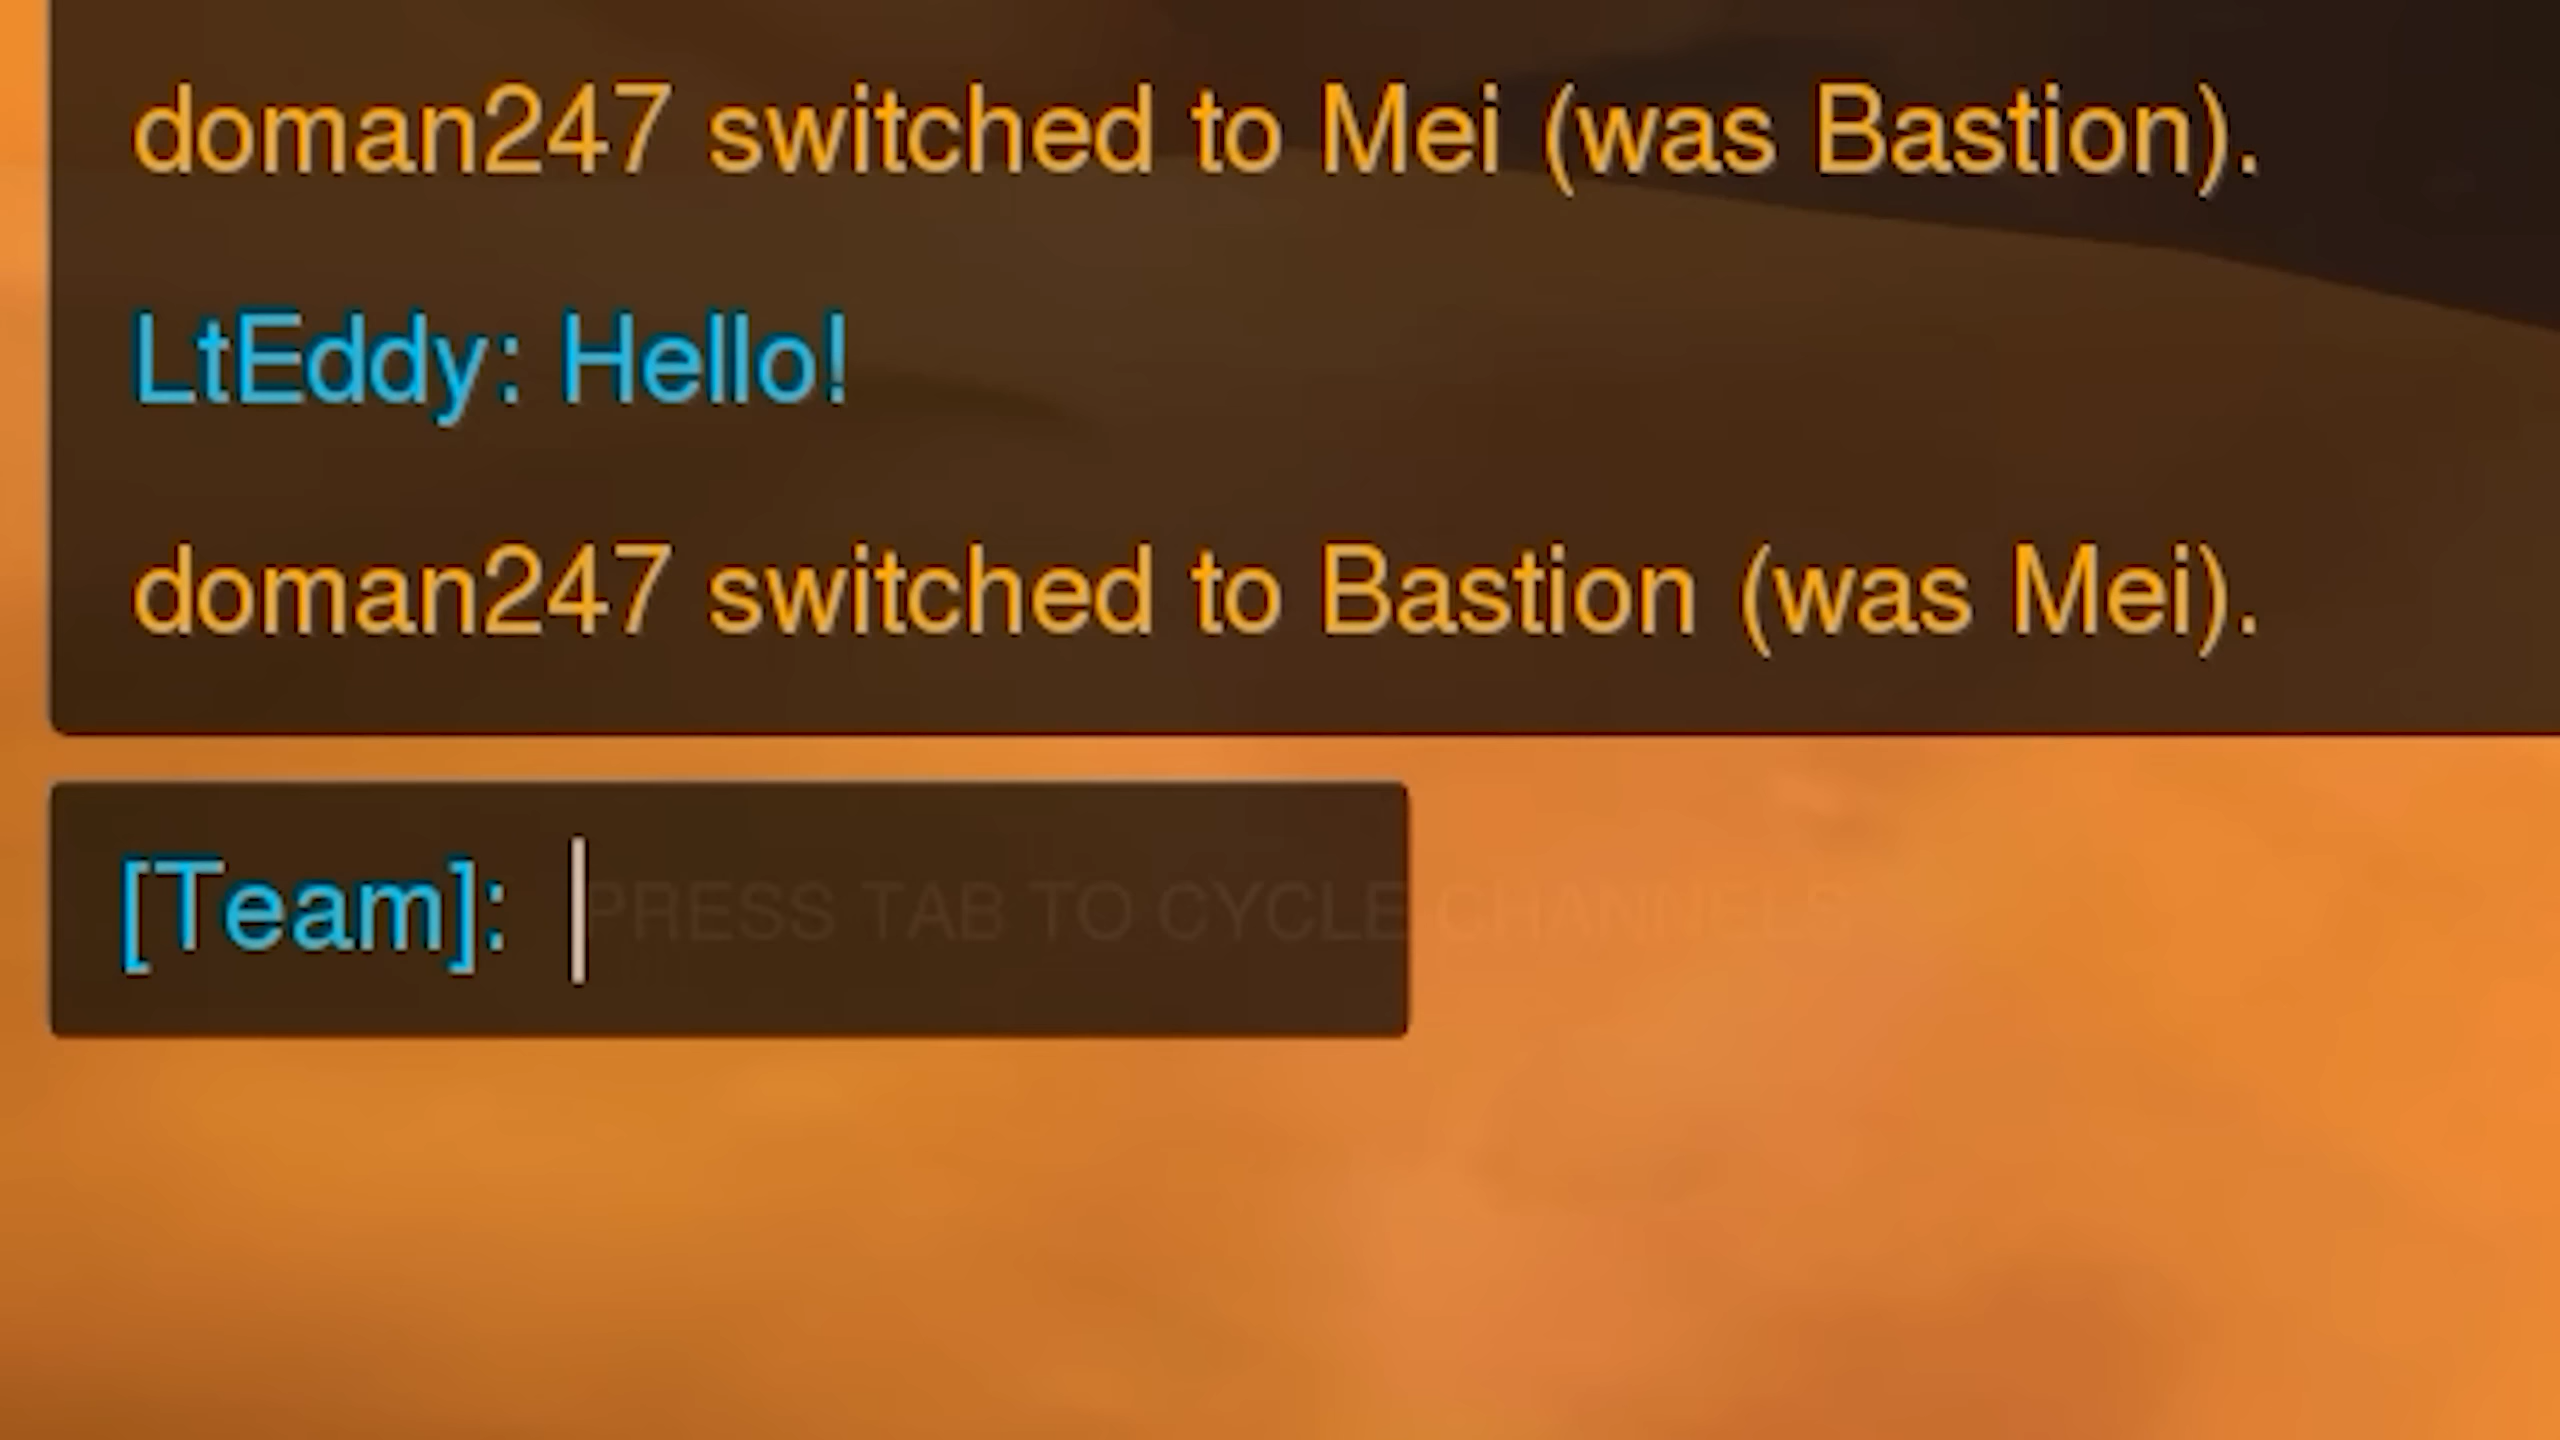 doman247 switched to Mei (was Bastion).
LtEddy: Hello!
doman247 switched to Bastion (was Mei).
[Team]: PRESS TAB TO CYCLE CHANNELS